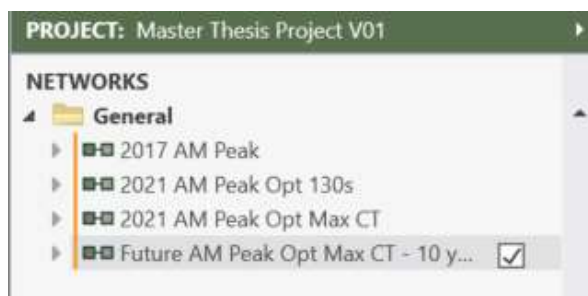 PROJECT: Master Thesis Project V01
NETWORKS
General
2017 AM Peak
2021 AM Peak Opt 130s
2021 AM Peak Opt Max CT
Future AM Peak Opt Max CT - 10 y...